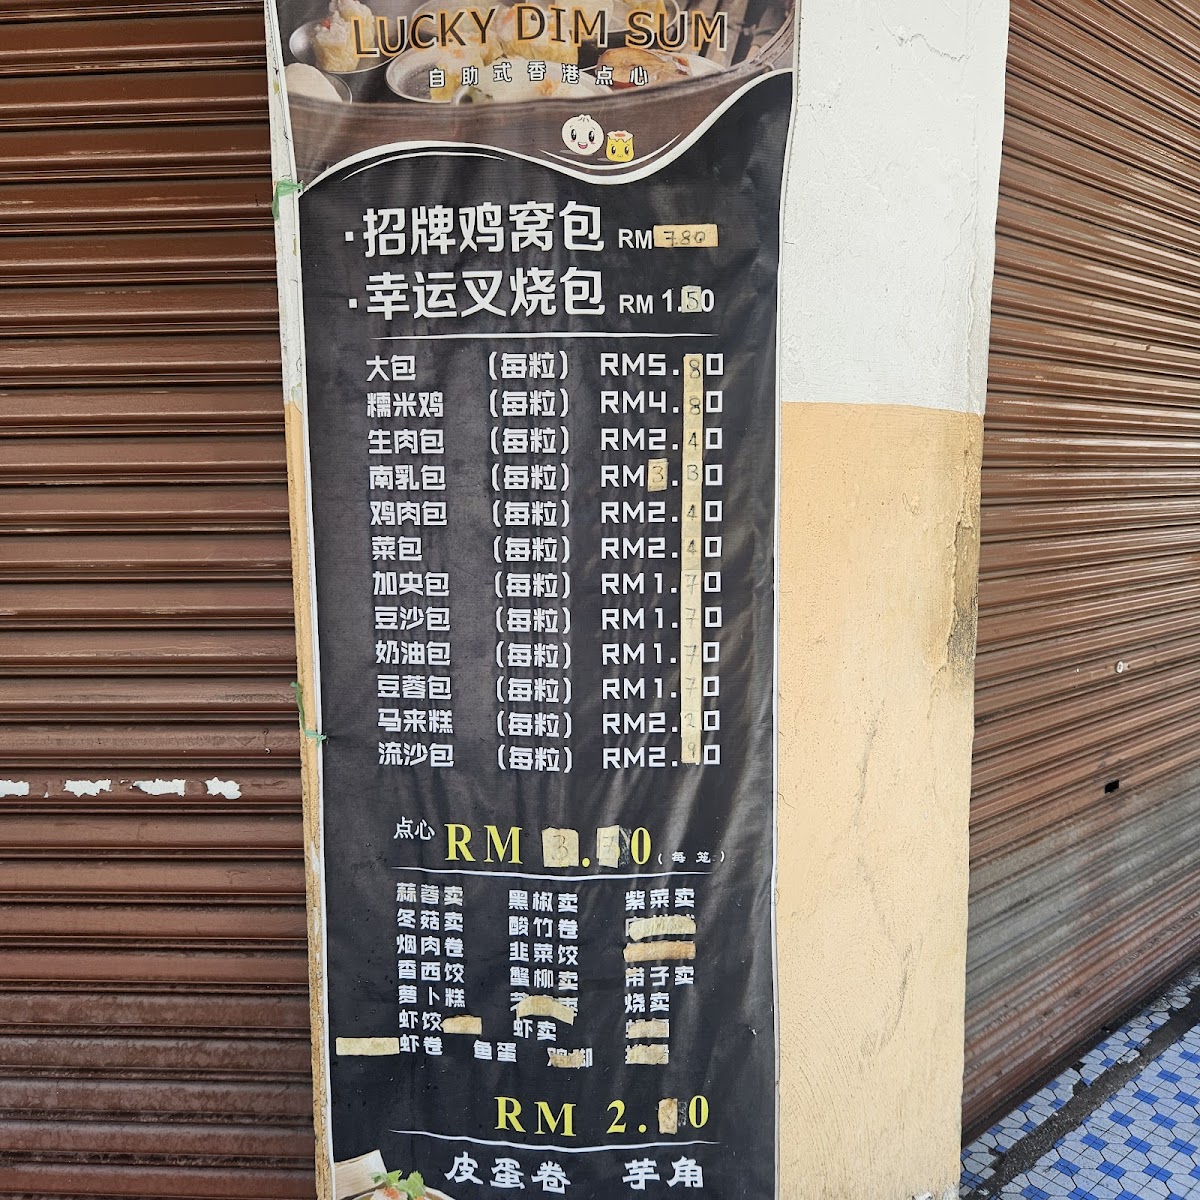 LUCKY DIM SUM
自助式香港点心
·招牌鸡窝包 RM 7.80
·幸运叉烧包 RM 1.50
大包 (每粒) RM5.80
糯米鸡 (每粒) RM4.80
生肉包 (每粒) RM2.40
南乳包 (每粒) RM3.30
鸡肉包 (每粒) RM2.40
菜包 (每粒) RM2.40
加央包 (每粒) RM1.70
豆沙包 (每粒) RM1.70
奶油包 (每粒) RM1.70
豆蓉包 (每粒) RM1.70
马来糕 (每粒) RM2.20
流沙包 (每粒) RM2.90
点心 RM 3.30 (每笼)
蒜蓉卖 黑椒卖 紫菜卖
冬菇卖 酸竹卷
烟肉卷 韭菜饺
香西饺 蟹柳卖 带子卖
萝卜糕 烧卖
虾饺 虾卖
虾卷 鱼蛋 鸡脚
RM 2. 0
皮蛋卷 芋角